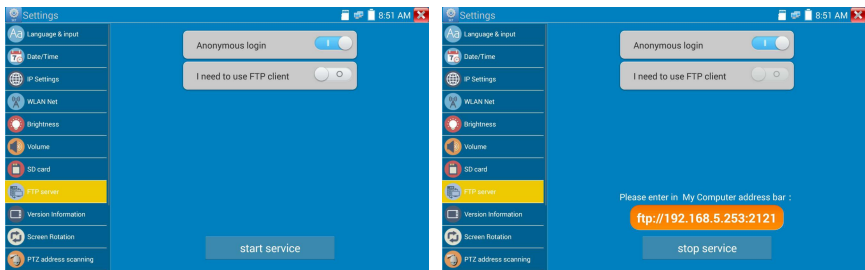 Settings
8:51 AM
Aa Language & input
Date/Time
IP Settings
WLAN Net
Brightness
Volume
SD card
FTP server
Version Information
Screen Rotation
PTZ address scanning
Anonymous login
I need to use FTP client
start service
Settings
8:51 AM
Aa Language & input
Date/Time
IP Settings
WLAN Net
Brightness
Volume
SD card
FTP server
Version Information
Screen Rotation
PTZ address scanning
Anonymous login
I need to use FTP client
Please enter in My Computer address bar :
ftp://192.168.5.253:2121
stop service